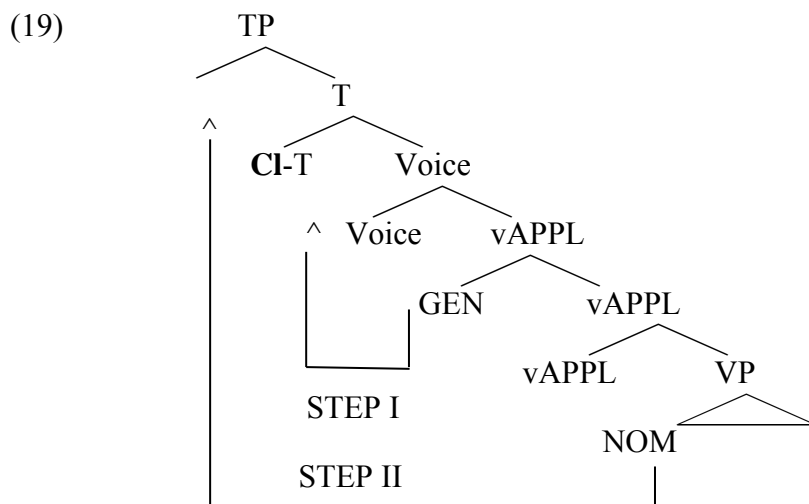 (19) TP
T
^
Cl-T Voice
^ Voice vAPPL
GEN vAPPL
vAPPL VP
STEP I
NOM
STEP II